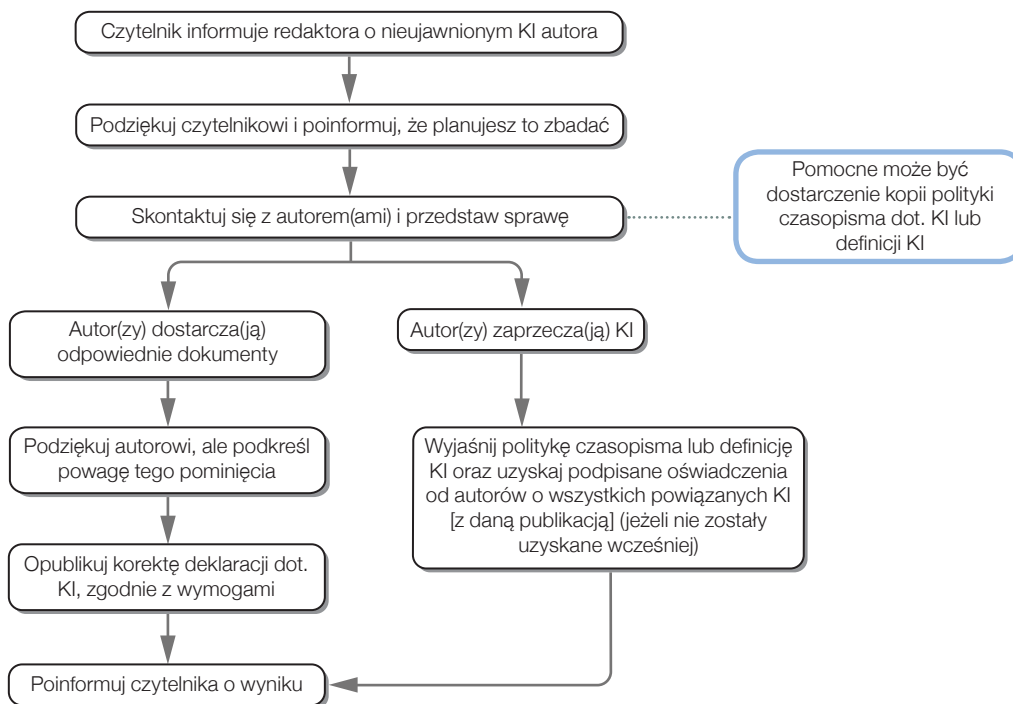 Czytelnik informuje redaktora o nieujawnionym KI autora
Podziękuj czytelnikowi i poinformuj, że planujesz to zbadać
Skontaktuj się z autorem(ami) i przedstaw sprawę
Pomocne może być
dostarczenie kopii polityki
czasopisma dot. KI lub
definicji KI
Autor(zy) dostarcza(ją)
odpowiednie dokumenty
Autor(zy) zaprzecza(ją) KI
Podziękuj autorowi, ale podkreśl
powagę tego pominięcia
Wyjaśnij politykę czasopisma lub definicję
KI oraz uzyskaj podpisane oświadczenia
od autorów o wszystkich powiązanych KI
[z daną publikacją] (jeżeli nie zostały
uzyskane wcześniej)
Opublikuj korektę deklaracji dot.
KI, zgodnie z wymogami
Poinformuj czytelnika o wyniku